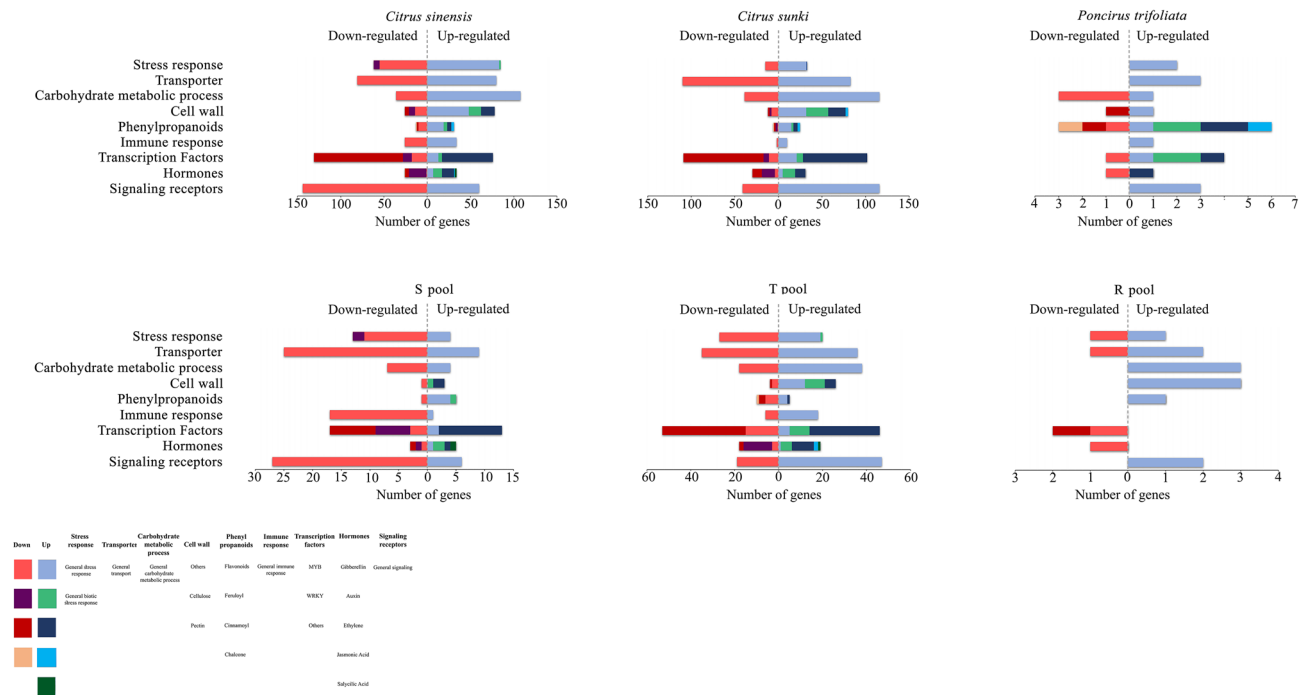 Citrus sinensis
Citrus sunki
Poncirus trifoliata
Down-regulated Up-regulated
Down-regulated Up-regulated
Down-regulated Up-regulated
Stress response
Transporter
Carbohydrate metabolic process
Cell wall
Phenylpropanoids
Immune response
Transcription Factors
Hormones
Signaling receptors
150 100 50 0 50 100 150
150 100 50 0 50 100 150
4 3 2 1 0 1 2 3 4 5 6 7
Number of genes
Number of genes
Number of genes
S pool
T pool
R pool
Down-regulated Up-regulated
Down-regulated Up-regulated
Down-regulated Up-regulated
Stress response
Transporter
Carbohydrate metabolic process
Cell wall
Phenylpropanoids
Immune response
Transcription Factors
Hormones
Signaling receptors
30 25 20 15 10 5 0 5 10 15
60 40 20 0 20 40 60
3 2 1 0 1 2 3 4
Number of genes
Number of genes
Number of genes
Down Up Stress response Transporter Carbohydrate metabolic process Cell wall Phenyl propanoids Immune response Transcription factors Hormones Signaling receptors
General stress response General transport General carbohydrate metabolic process Others Flavonoids General immune response MYB Gibberellin General signaling
General biotic stress response Cellulose Feruloyl WRKY Auxin
Pectin Cinnamoyl Others Ethylene
Chalcone Jasmonic Acid
Salycilic Acid